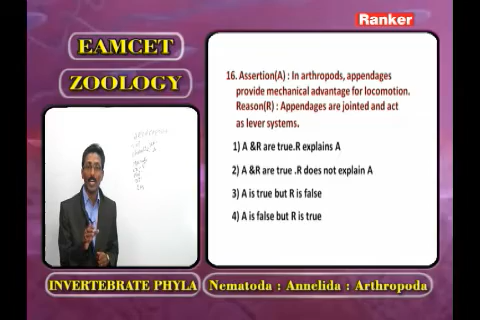 Ranker
EAMCET
ZOOLOGY
16. Assertion(A) : In arthropods, appendages
provide mechanical advantage for locomotion.
Reason(R) : Appendages are jointed and act
as lever systems.
1) A &R are true.R explains A
2) A &R are true .R does not explain A
3) A is true but R is false
4) A is false but R is true
INVERTEBRATE PHYLA
Nematoda : Annelida : Arthropoda